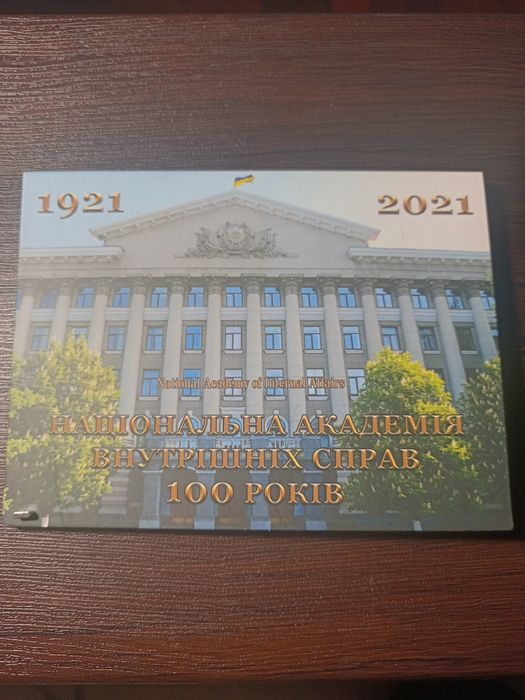 1921
2021
National Academy of Internal Affairs
НАЦІОНАЛЬНА АКАДЕМІЯ
ВНУТРІШНІХ СПРАВ
100 РОКІВ